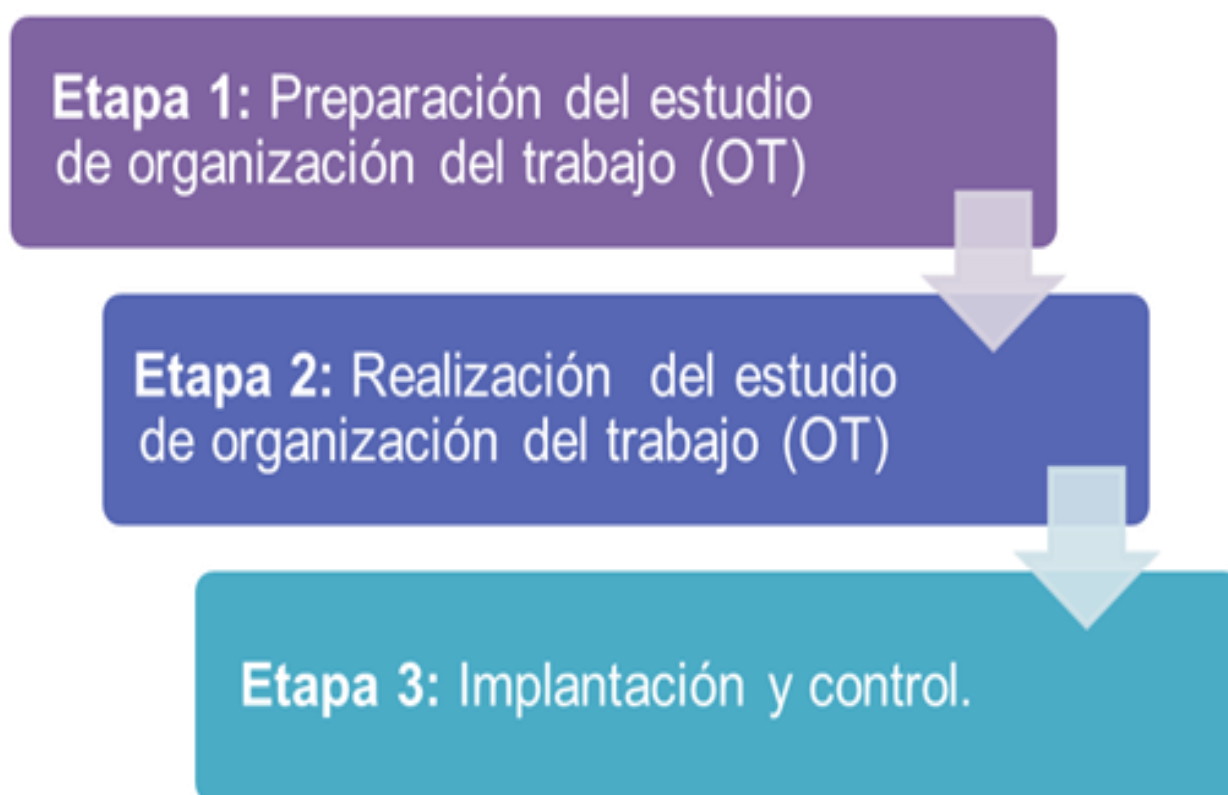 Etapa 1: Preparación del estudio
de organización del trabajo (OT)
Etapa 2: Realización del estudio
de organización del trabajo (OT)
Etapa 3: Implantación y control.